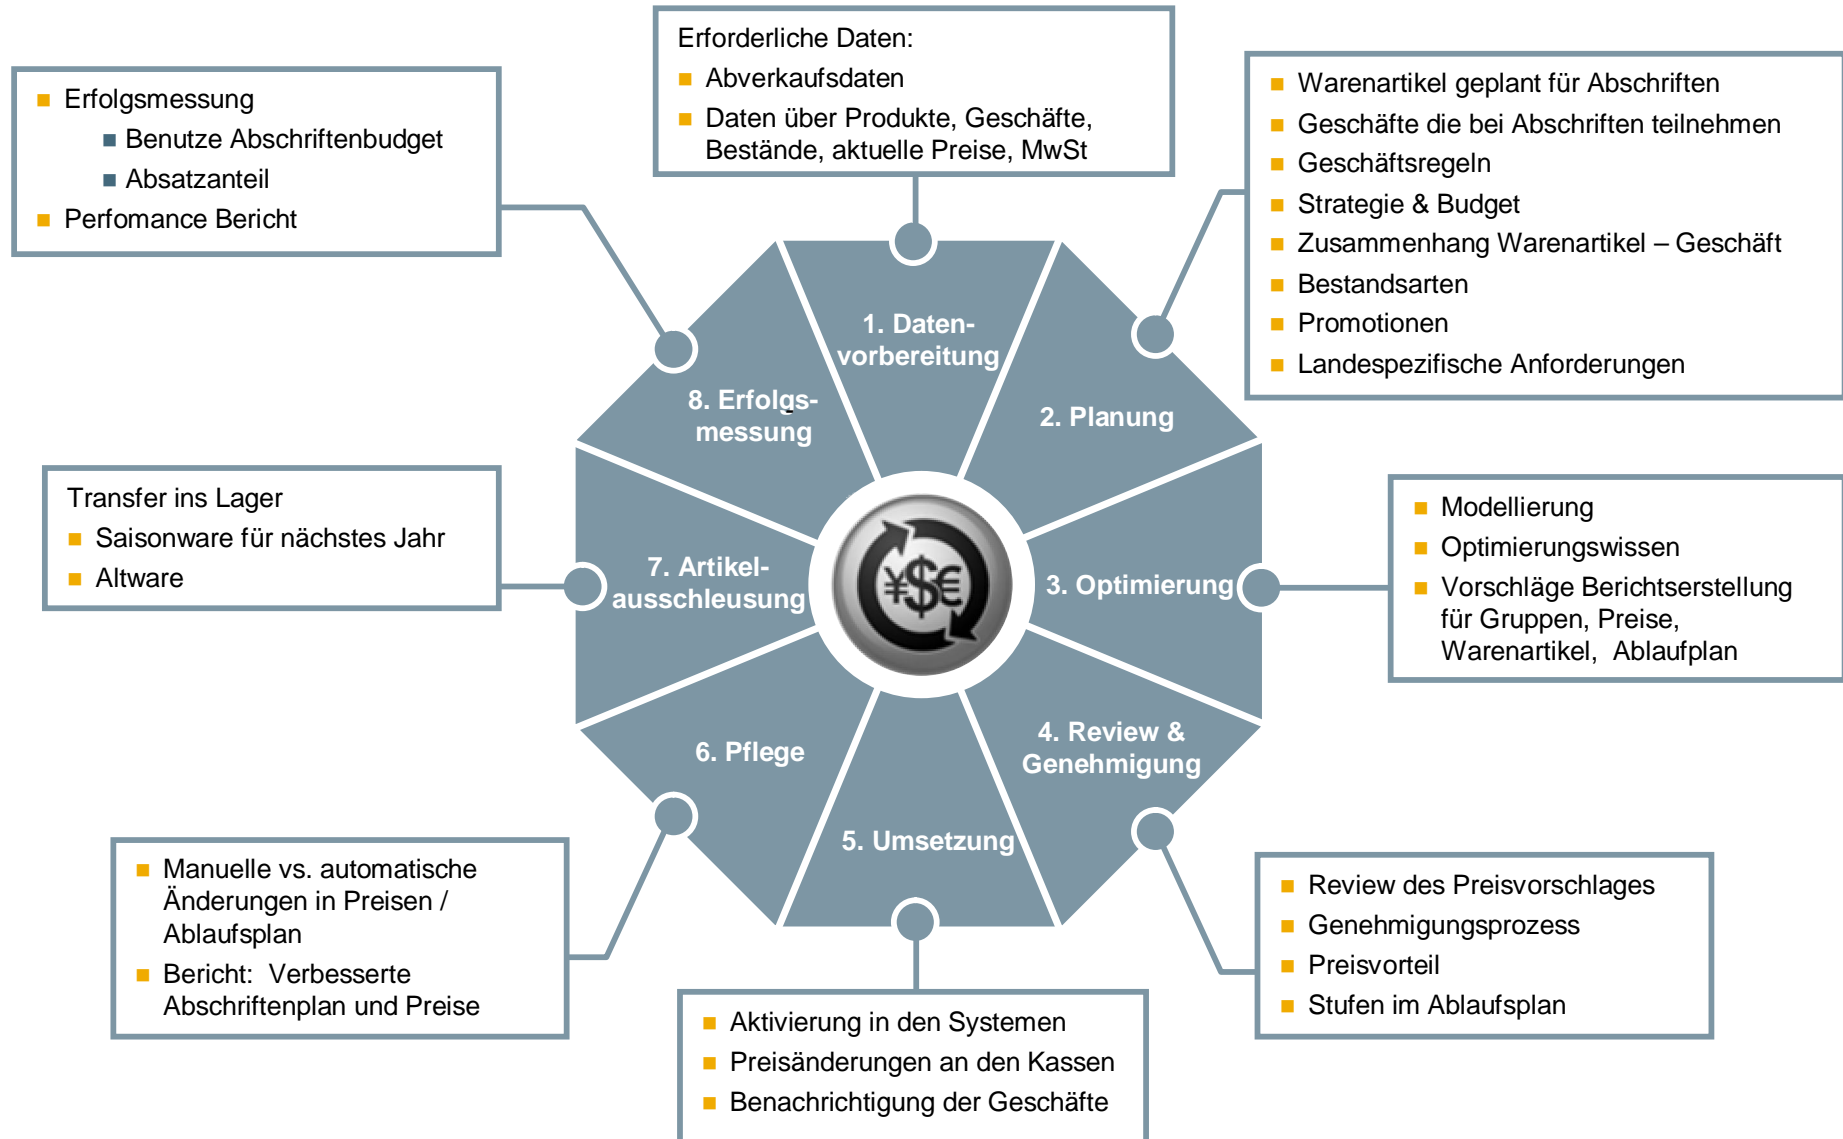 Erforderliche Daten:
Abverkaufsdaten
Daten über Produkte, Geschäfte,
Bestände, aktuelle Preise, MwSt
Erfolgsmessung
Benutze Abschriftenbudget
Absatzanteil
Perfomance Bericht
Warenartikel geplant für Abschriften
Geschäfte die bei Abschriften teilnehmen
Geschäftsregeln
Strategie & Budget
Zusammenhang Warenartikel – Geschäft
Bestandsarten
Promotionen
Landespezifische Anforderungen
1. Daten-
vorbereitung
2. Planung
3. Optimierung
4. Review &
Genehmigung
5. Umsetzung
6. Pflege
7. Artikel-
ausschleusung
8. Erfolgs-
messung
¥$€
Transfer ins Lager
Saisonware für nächstes Jahr
Altware
Modellierung
Optimierungswissen
Vorschläge Berichtserstellung
für Gruppen, Preise,
Warenartikel, Ablaufplan
Manuelle vs. automatische
Änderungen in Preisen /
Ablaufsplan
Bericht: Verbesserte
Abschriftenplan und Preise
Review des Preisvorschlages
Genehmigungsprozess
Preisvorteil
Stufen im Ablaufsplan
Aktivierung in den Systemen
Preisänderungen an den Kassen
Benachrichtigung der Geschäfte